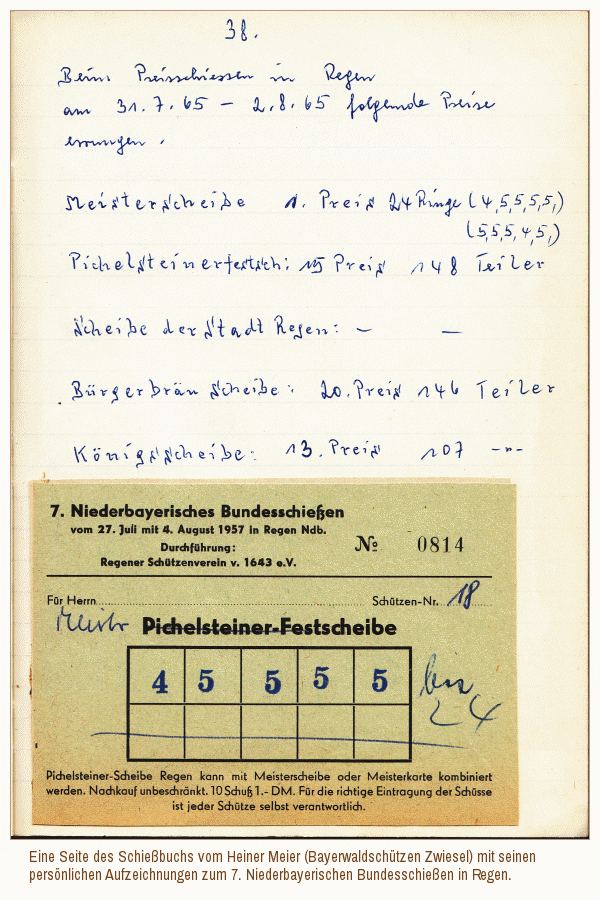 38.
Beim Preisschiessen in Regen
am 31.7.65 – 2.8.65 folgende Preise
errungen.
Meisterscheibe 1. Preis 24 Ringe (4,5,5,5,5,)
(5,5,5,4,5,)
Pichelsteinerfestsch: 15 Preis 148 Teiler
Scheibe der Stadt Regen: — —
Bürgerbräu Scheibe: 20. Preis 146 Teiler
Königsscheibe: 13. Preis 107 -"-
7. Niederbayerisches Bundesschießen
vom 27. Juli mit 4. August 1957 in Regen Ndb.
Durchführung:
Regener Schützenverein v. 1643 e.V.
No 0814
Für Herrn Schützen-Nr. 18
Meister Pichelsteiner-Festscheibe
4 5 5 5 5
24
Pichelsteiner-Scheibe Regen kann mit Meisterscheibe oder Meisterkarte kombiniert
werden. Nachkauf unbeschränkt. 10 Schuß 1.- DM. Für die richtige Eintragung der Schüsse
ist jeder Schütze selbst verantwortlich.
Eine Seite des Schießbuchs vom Heiner Meier (Bayerwaldschützen Zwiesel) mit seinen
persönlichen Aufzeichnungen zum 7. Niederbayerischen Bundesschießen in Regen.